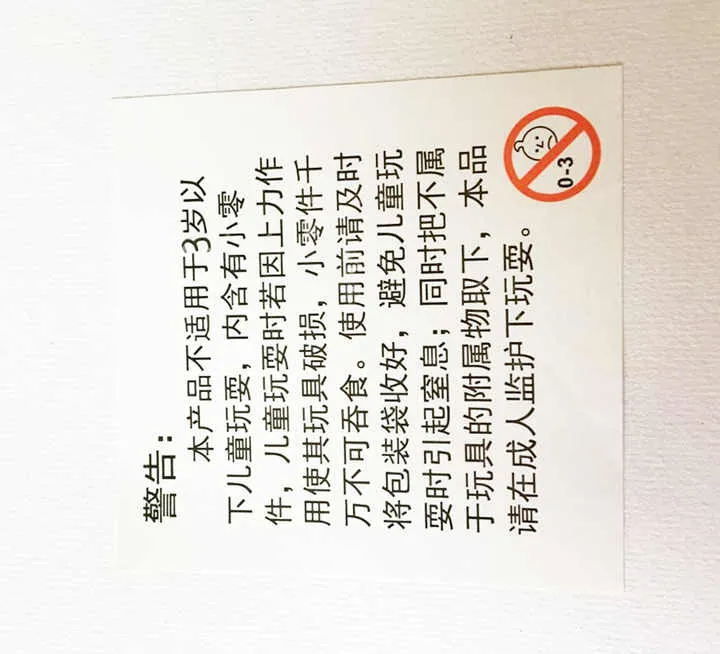 警告：
本产品不适用于3岁以
下儿童玩耍，内含有小零
件，儿童玩耍时若因上力作
用使其玩具破损，小零件千
万不可吞食。使用前请及时
将包装袋收好，避免儿童玩
耍时引起窒息；同时把不属
于玩具的附属物取下，本品
请在成人监护下玩耍。
0-3